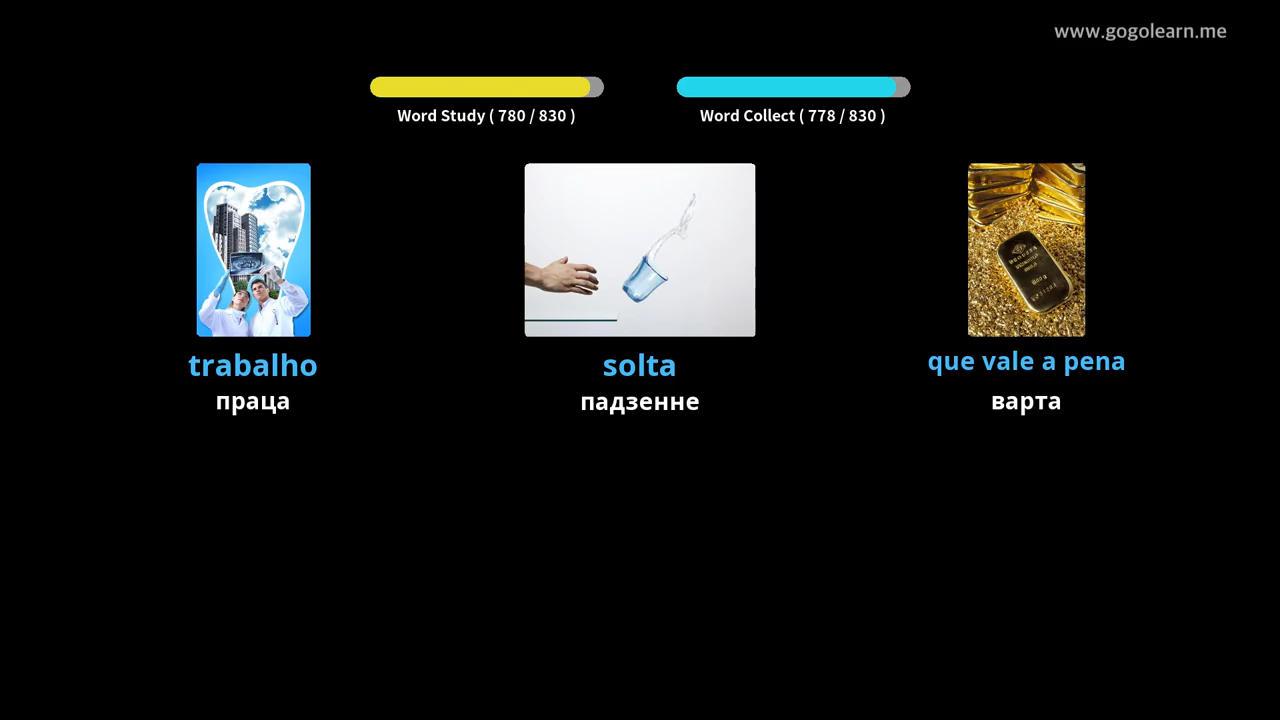 www.gogolearn.me
Word Study ( 780 / 830 )
Word Collect ( 778 / 830 )
trabalho
solta
que vale a pena
праца
падзенне
варта